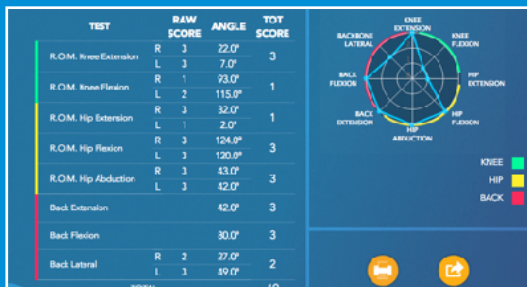 TEST RAW SCORE ANGLE TOT SCORE
R.O.M. Knee Extension R 3 22.0° 3
L 3 7.0°
R.O.M. Knee Flexion R 1 93.0° 1
L 2 115.0°
R.O.M. Hip Extension R 3 32.0° 1
L 1 2.0°
R.O.M. Hip Flexion R 3 124.0° 3
L 3 120.0°
R.O.M. Hip Abduction R 3 43.0° 3
L 3 42.0°
Back Extension 42.0° 3
Back Flexion 3
Back Lateral R 2 27.0° 2
L 3
TOTAL
KNEE EXTENSION
KNEE FLEXION
HIP EXTENSION
HIP FLEXION
HIP ABDUCTION
BACK EXTENSION
BACK FLEXION
BACKBONE LATERAL
KNEE
HIP
BACK